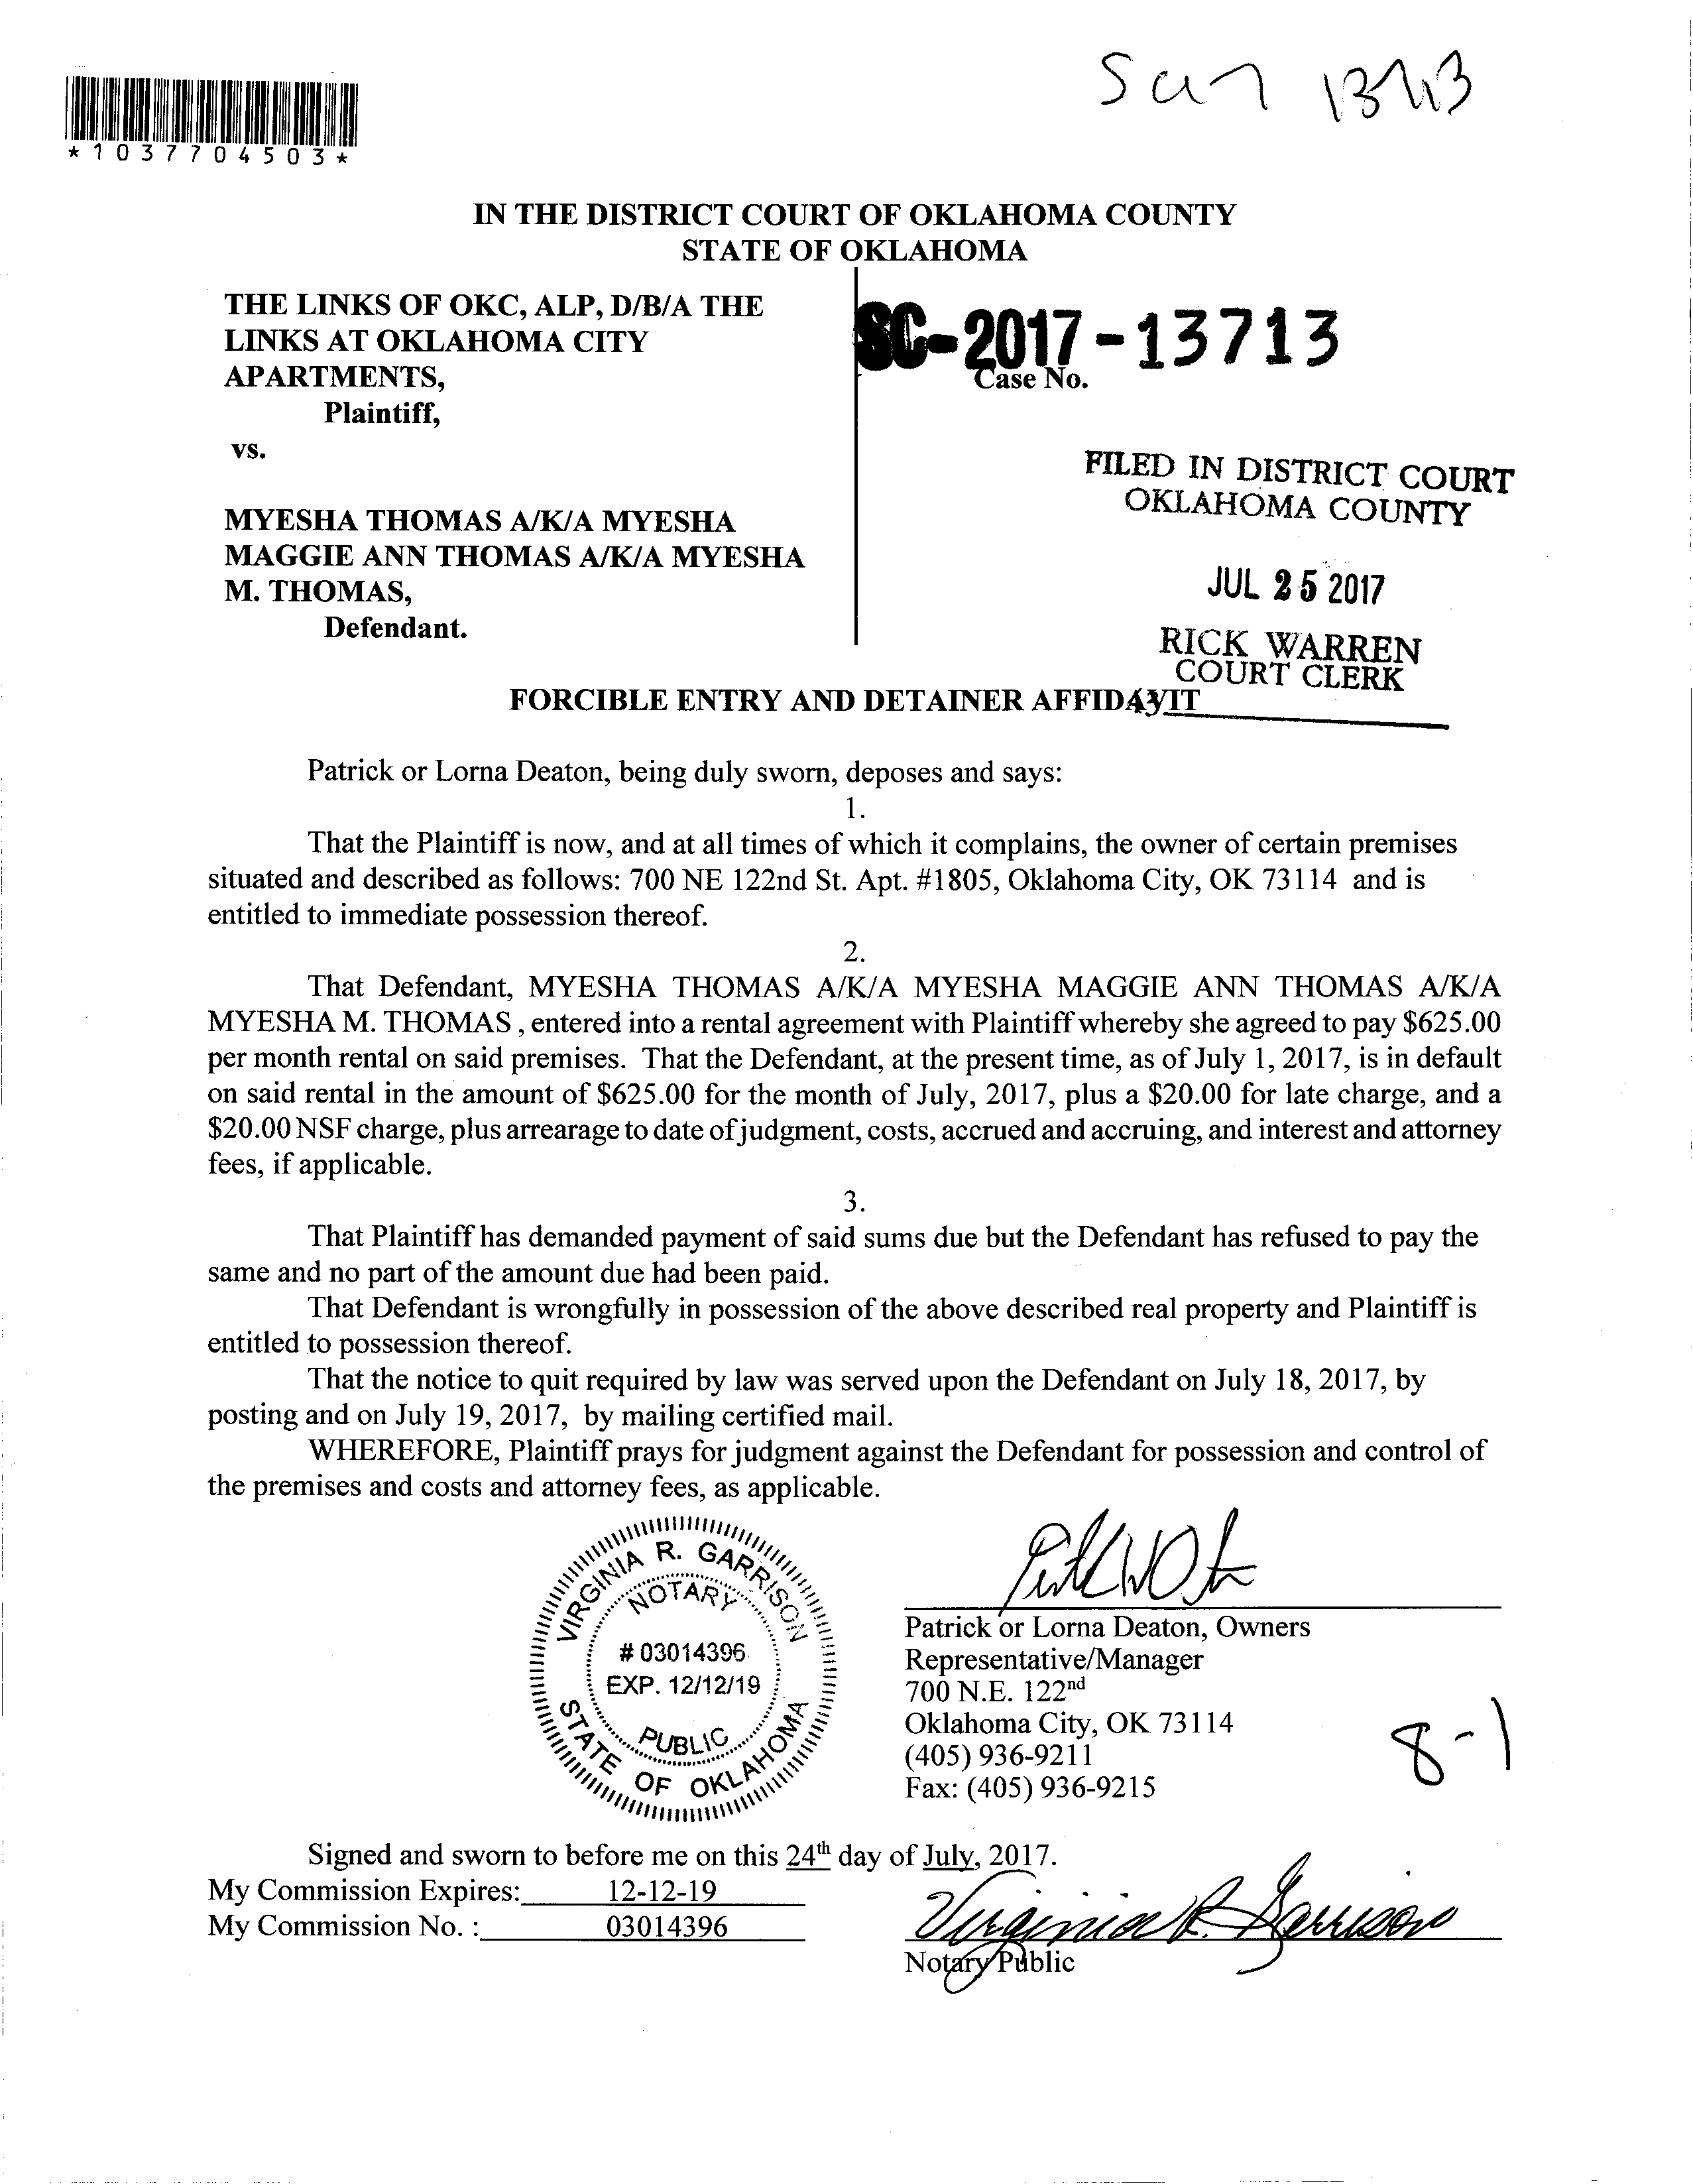 *1037704503*
IN THE DISTRICT COURT OF OKLAHOMA COUNTY
STATE OF OKLAHOMA
THE LINKS OF OKC, ALP, D/B/A THE
LINKS AT OKLAHOMA CITY
APARTMENTS,
Plaintiff,
vs.
MYESHA THOMAS A/K/A MYESHA
MAGGIE ANN THOMAS A/K/A MYESHA
M. THOMAS,
Defendant.
SC-2017-13713
Case No.
FILED IN DISTRICT COURT
OKLAHOMA COUNTY
JUL 25 2017
RICK WARREN
COURT CLERK
FORCIBLE ENTRY AND DETAINER AFFIDAVIT
Patrick or Lorna Deaton, being duly sworn, deposes and says:
1.
That the Plaintiff is now, and at all times of which it complains, the owner of certain premises
situated and described as follows: 700 NE 122nd St. Apt. #1805, Oklahoma City, OK 73114 and is
entitled to immediate possession thereof.
2.
That Defendant, MYESHA THOMAS A/K/A MYESHA MAGGIE ANN THOMAS A/K/A
MYESHA M. THOMAS , entered into a rental agreement with Plaintiff whereby she agreed to pay $625.00
per month rental on said premises. That the Defendant, at the present time, as of July 1, 2017, is in default
on said rental in the amount of $625.00 for the month of July, 2017, plus a $20.00 for late charge, and a
$20.00 NSF charge, plus arrearage to date of judgment, costs, accrued and accruing, and interest and attorney
fees, if applicable.
3.
That Plaintiff has demanded payment of said sums due but the Defendant has refused to pay the
same and no part of the amount due had been paid.
That Defendant is wrongfully in possession of the above described real property and Plaintiff is
entitled to possession thereof.
That the notice to quit required by law was served upon the Defendant on July 18, 2017, by
posting and on July 19, 2017, by mailing certified mail.
WHEREFORE, Plaintiff prays for judgment against the Defendant for possession and control of
the premises and costs and attorney fees, as applicable.
VIRGINIA R. GARRISON
NOTARY
# 03014396
EXP. 12/12/19
PUBLIC
STATE OF OKLAHOMA
Patrick or Lorna Deaton, Owners
Representative/Manager
700 N.E. 122nd
Oklahoma City, OK 73114
(405) 936-9211
Fax: (405) 936-9215
8-1
Signed and sworn to before me on this 24th day of July, 2017.
My Commission Expires: 12-12-19
My Commission No. : 03014396
Virginia R. Garrison
Notary Public